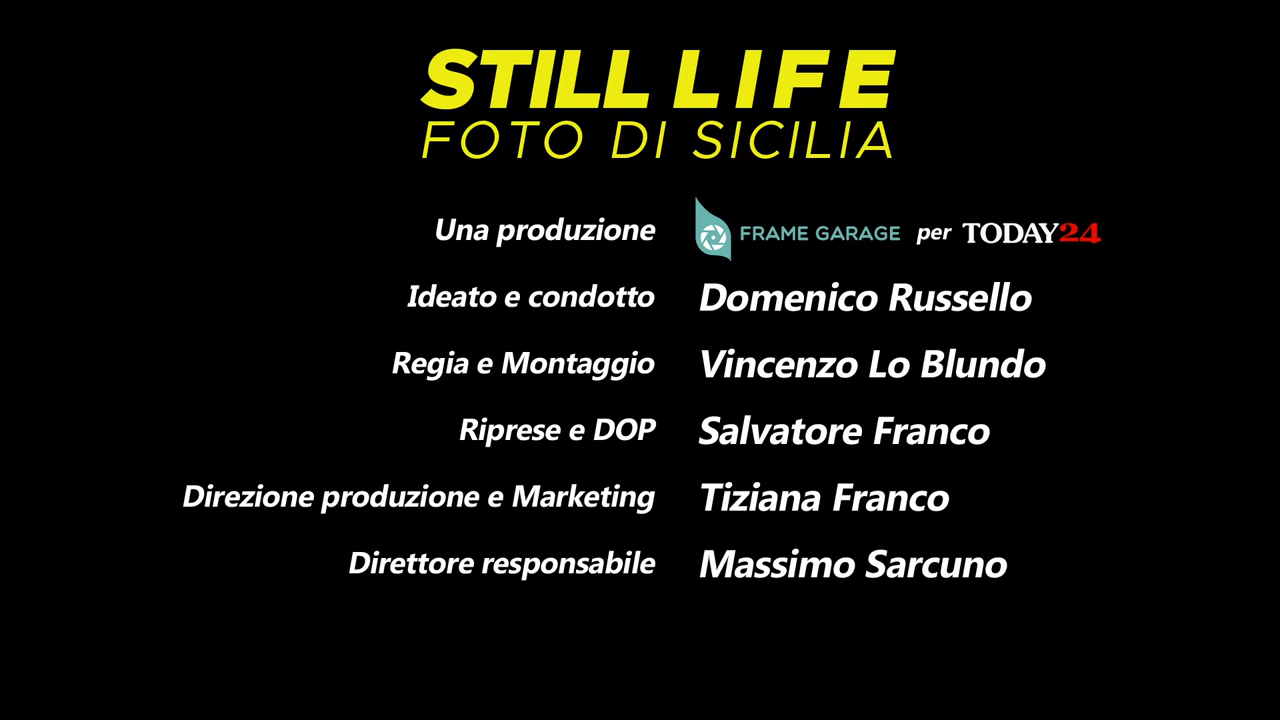 STILL LIFE
FOTO DI SICILIA
Una produzione FRAME GARAGE per TODAY24
Ideato e condotto Domenico Russello
Regia e Montaggio Vincenzo Lo Blundo
Riprese e DOP Salvatore Franco
Direzione produzione e Marketing Tiziana Franco
Direttore responsabile Massimo Sarcuno